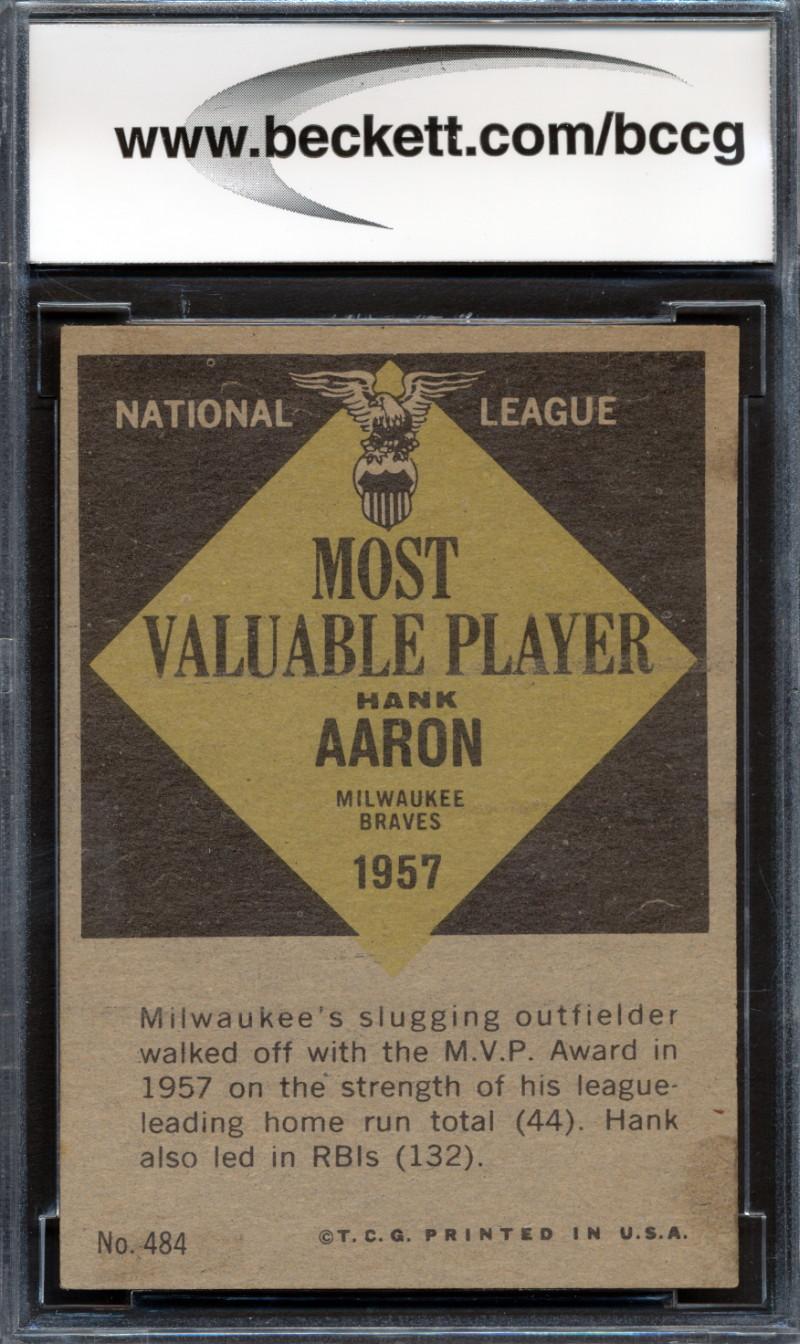 www.beckett.com/bccg
NATIONAL LEAGUE
MOST
VALUABLE PLAYER
HANK
AARON
MILWAUKEE
BRAVES
1957
Milwaukee's slugging outfielder
walked off with the M.V.P. Award in
1957 on the strength of his league-
leading home run total (44). Hank
also led in RBIs (132).
No. 484 ©T.C.G. PRINTED IN U.S.A.